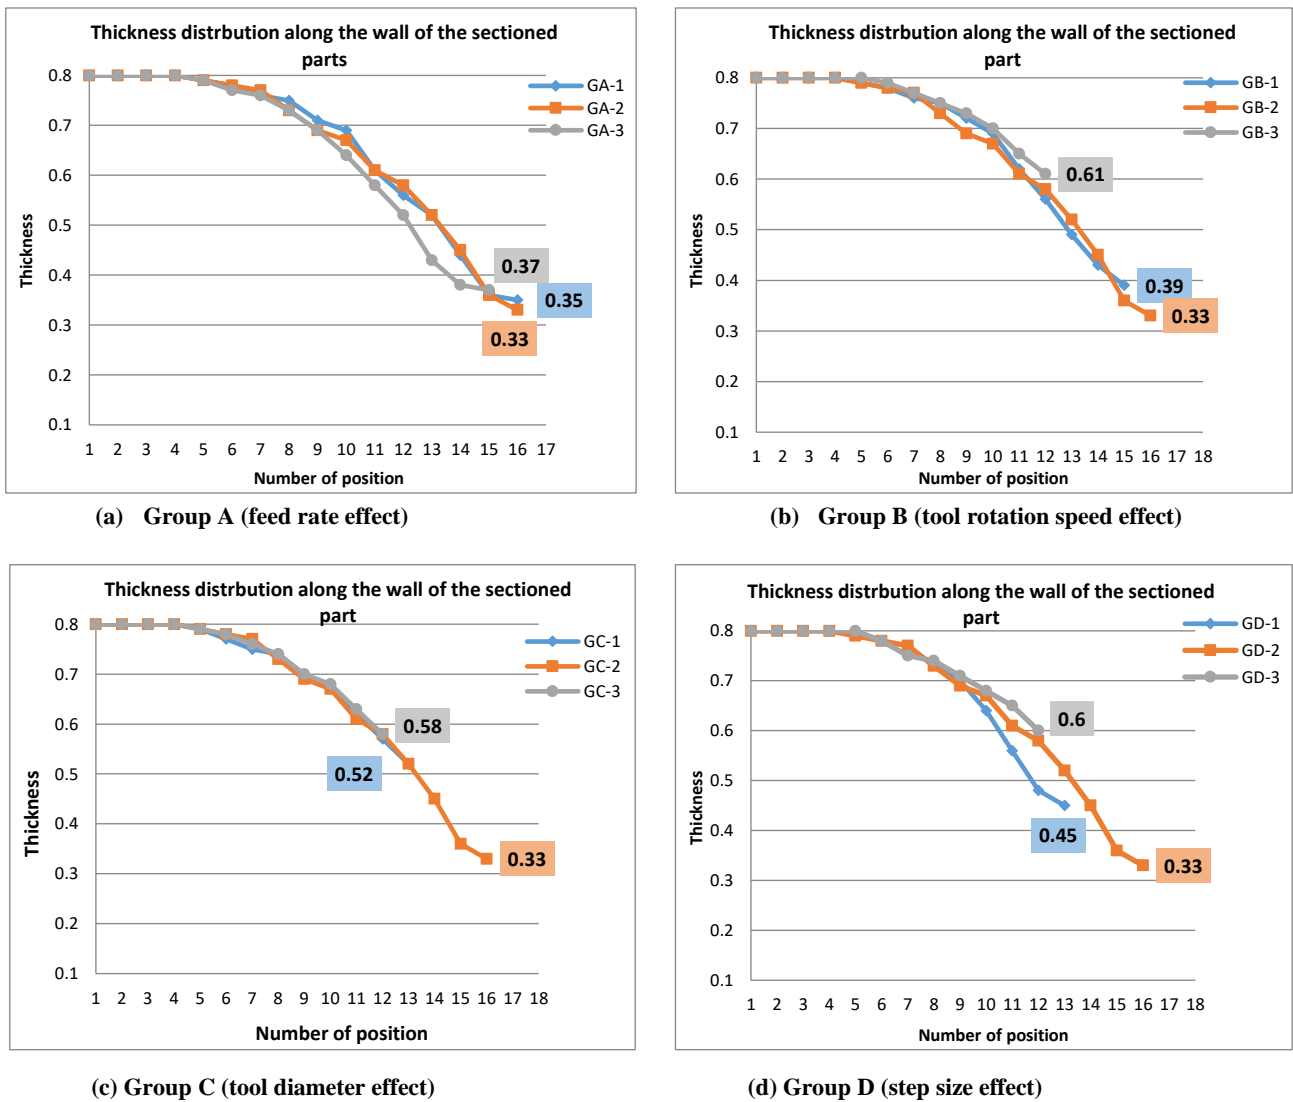 Thickness distrbution along the wall of the sectioned
parts
0.8
0.7
0.6
0.5
0.4
0.3
0.2
0.1
Thickness
GA-1
GA-2
GA-3
0.37
0.35
0.33
1 2 3 4 5 6 7 8 9 10 11 12 13 14 15 16 17
Number of position
(a) Group A (feed rate effect)
Thickness distrbution along the wall of the sectioned
part
0.8
0.7
0.6
0.5
0.4
0.3
0.2
0.1
Thickness
GB-1
GB-2
GB-3
0.61
0.39
0.33
1 2 3 4 5 6 7 8 9 10 11 12 13 14 15 16 17 18
Number of position
(b) Group B (tool rotation speed effect)
Thickness distrbution along the wall of the sectioned
part
0.8
0.7
0.6
0.5
0.4
0.3
0.2
0.1
Thickness
GC-1
GC-2
GC-3
0.58
0.52
0.33
1 2 3 4 5 6 7 8 9 10 11 12 13 14 15 16 17 18
Number of position
(c) Group C (tool diameter effect)
Thickness distrbution along the wall of the sectioned
part
0.8
0.7
0.6
0.5
0.4
0.3
0.2
0.1
Thickness
GD-1
GD-2
GD-3
0.6
0.45
0.33
1 2 3 4 5 6 7 8 9 10 11 12 13 14 15 16 17 18
Number of position
(d) Group D (step size effect)